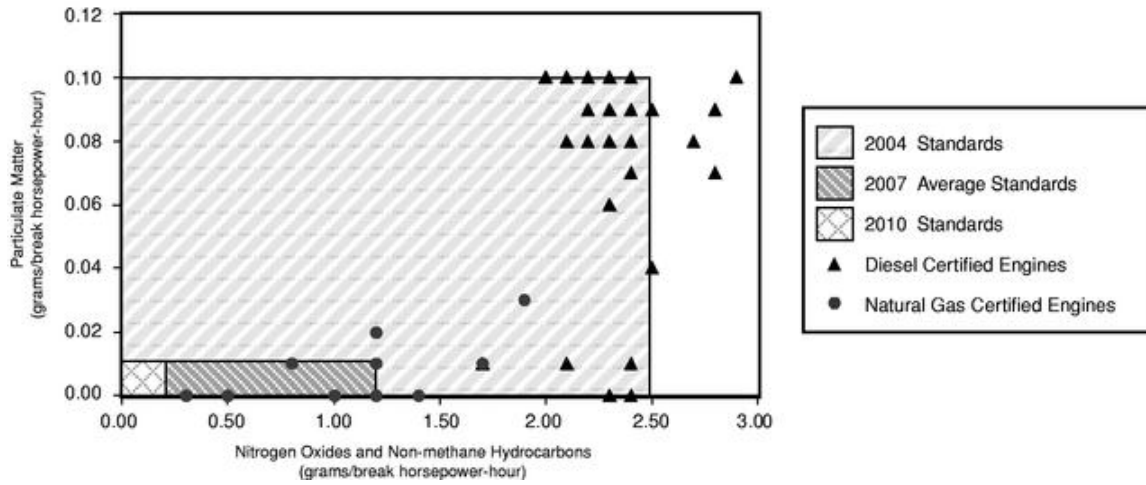 0.12
0.10
0.08
0.06
0.04
0.02
0.00
Particulate Matter
(grams/break horsepower-hour)
0.00 0.50 1.00 1.50 2.00 2.50 3.00
Nitrogen Oxides and Non-methane Hydrocarbons
(grams/break horsepower-hour)
2004 Standards
2007 Average Standards
2010 Standards
Diesel Certified Engines
Natural Gas Certified Engines